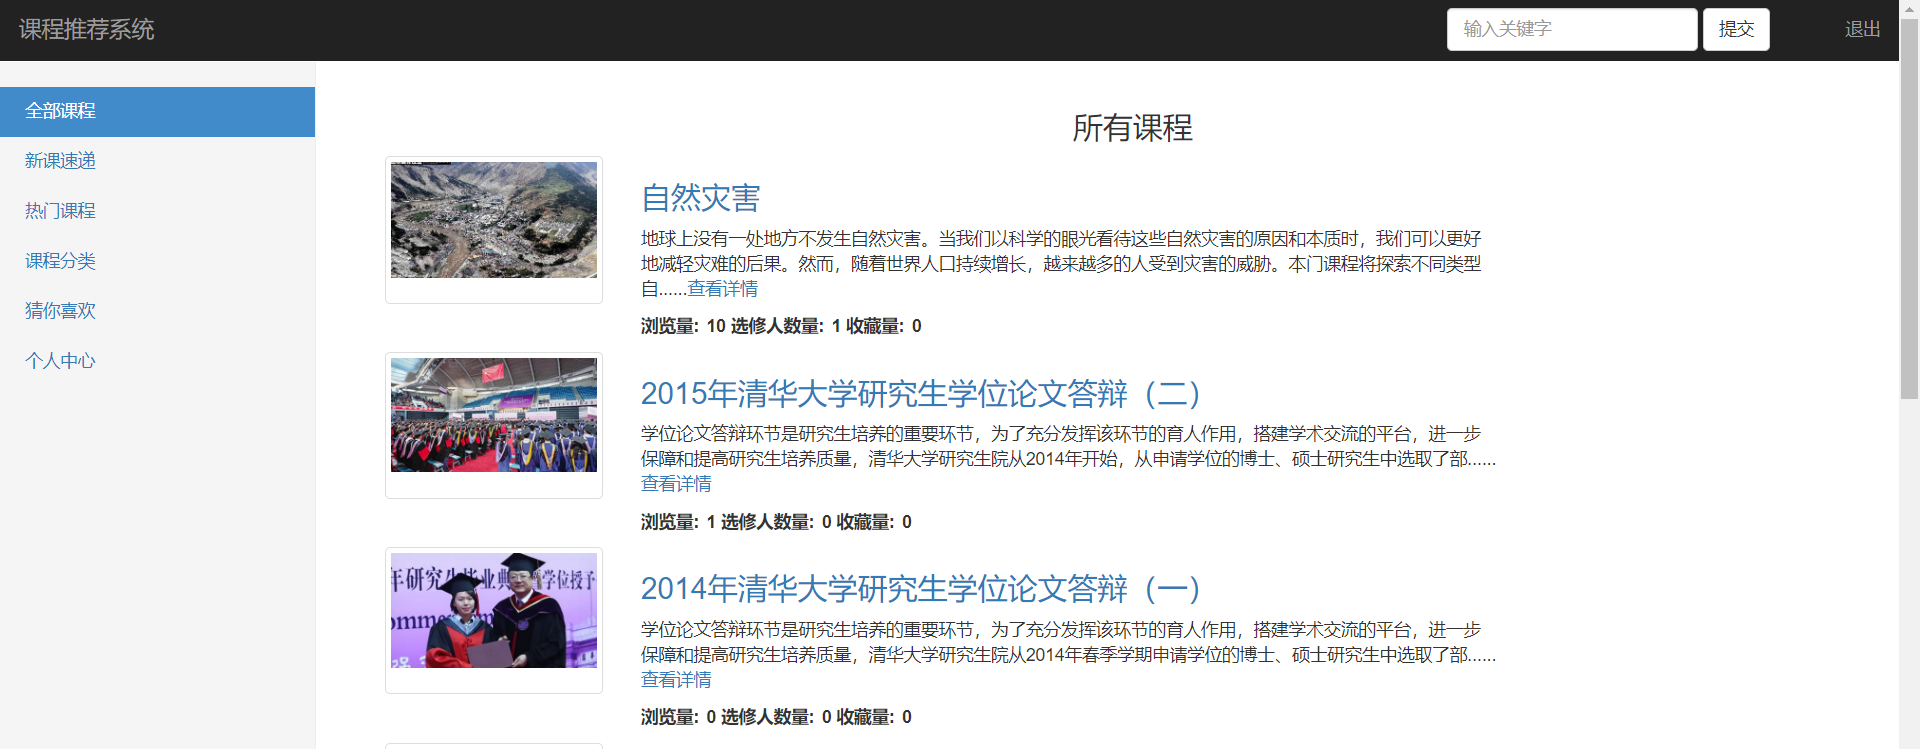 课程推荐系统
输入关键字
提交
退出
全部课程
新课速递
热门课程
课程分类
猜你喜欢
个人中心
所有课程
自然灾害
地球上没有一处地方不发生自然灾害。当我们以科学的眼光看待这些自然灾害的原因和本质时，我们可以更好
地减轻灾难的后果。然而，随着世界人口持续增长，越来越多的人受到灾害的威胁。本门课程将探索不同类型
自......查看详情
浏览量: 10 选修人数量: 1 收藏量: 0
2015年清华大学研究生学位论文答辩（二）
学位论文答辩环节是研究生培养的重要环节，为了充分发挥该环节的育人作用，搭建学术交流的平台，进一步
保障和提高研究生培养质量，清华大学研究生院从2014年开始，从申请学位的博士、硕士研究生中选取了部......
查看详情
浏览量: 1 选修人数量: 0 收藏量: 0
年研究生毕业典
学位授予
2014年清华大学研究生学位论文答辩（一）
学位论文答辩环节是研究生培养的重要环节，为了充分发挥该环节的育人作用，搭建学术交流的平台，进一步
保障和提高研究生培养质量，清华大学研究生院从2014年春季学期申请学位的博士、硕士研究生中选取了部......
查看详情
浏览量: 0 选修人数量: 0 收藏量: 0